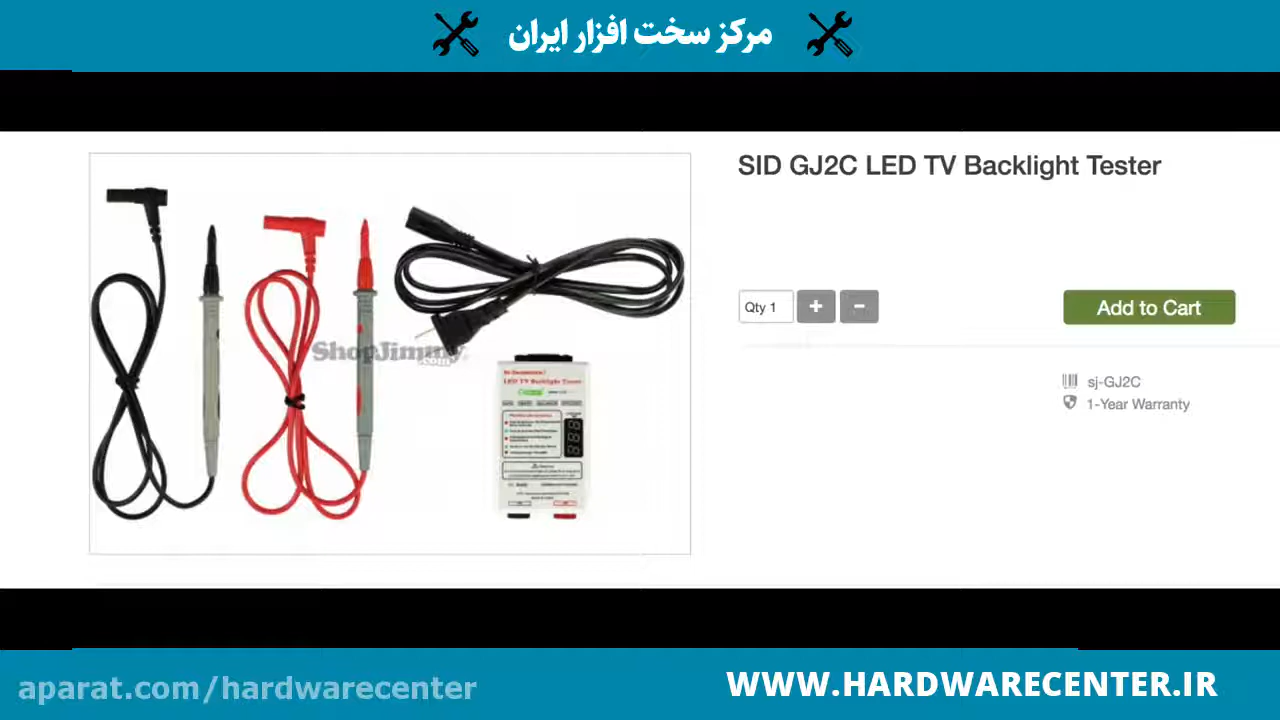 مرکز سخت افزار ایران
SID GJ2C LED TV Backlight Tester
Qty 1
+
-
Add to Cart
sj-GJ2C
1-Year Warranty
ShopJimmy
.com
LED TV Backlight Tester
aparat.com/hardwarecenter
WWW.HARDWARECENTER.IR